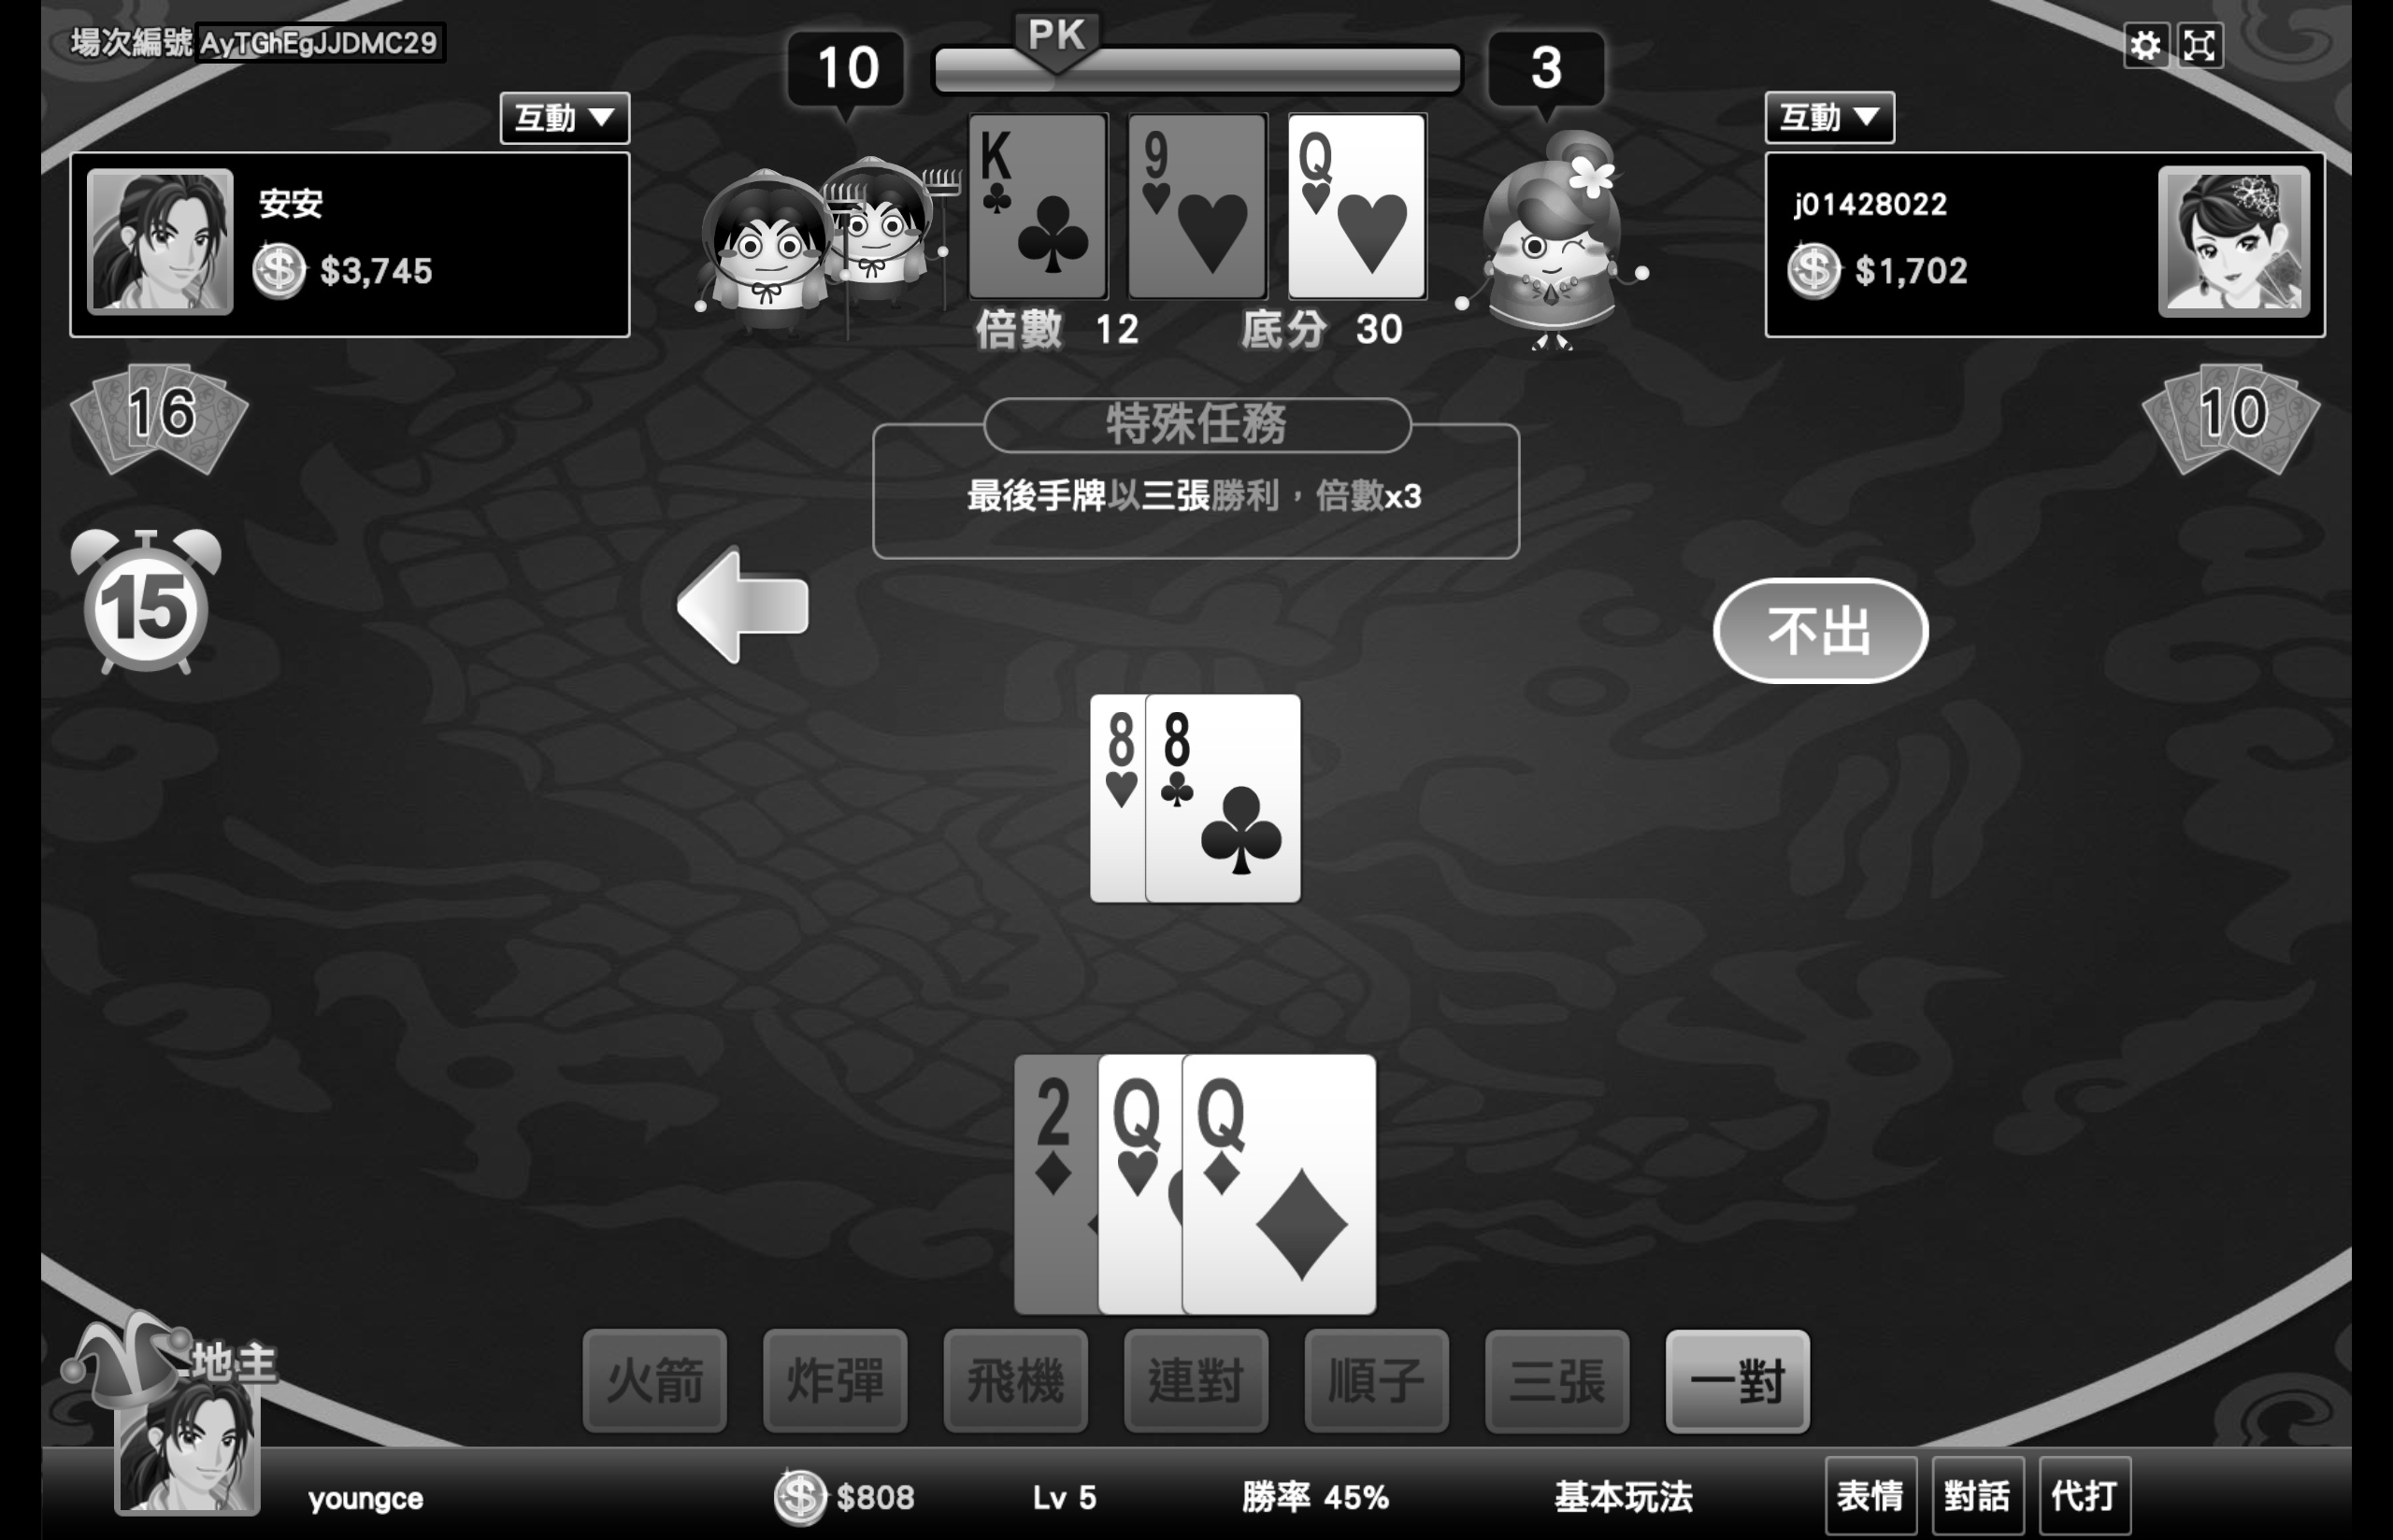 場次編號 AyTGhEgJJDMC29
10
PK
3
互動
互動
安安
$3,745
K
9
Q
j01428022
$1,702
倍數 12
底分 30
16
10
特殊任務
最後手牌以三張勝利，倍數x3
15
不出
8
8
2
Q
Q
地主
火箭
炸彈
飛機
連對
順子
三張
一對
youngce
$808
Lv 5
勝率 45%
基本玩法
表情
對話
代打